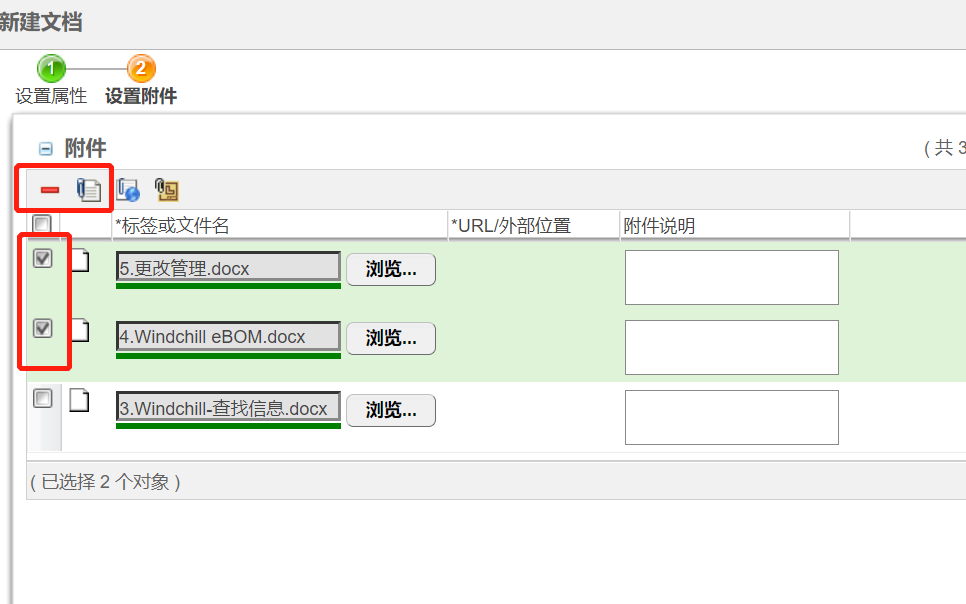 新建文档
1 2
设置属性 设置附件
附件 ( 共 3
*标签或文件名 *URL/外部位置 附件说明
5.更改管理.docx 浏览...
4.Windchill eBOM.docx 浏览...
3.Windchill-查找信息.docx 浏览...
( 已选择 2 个对象 )